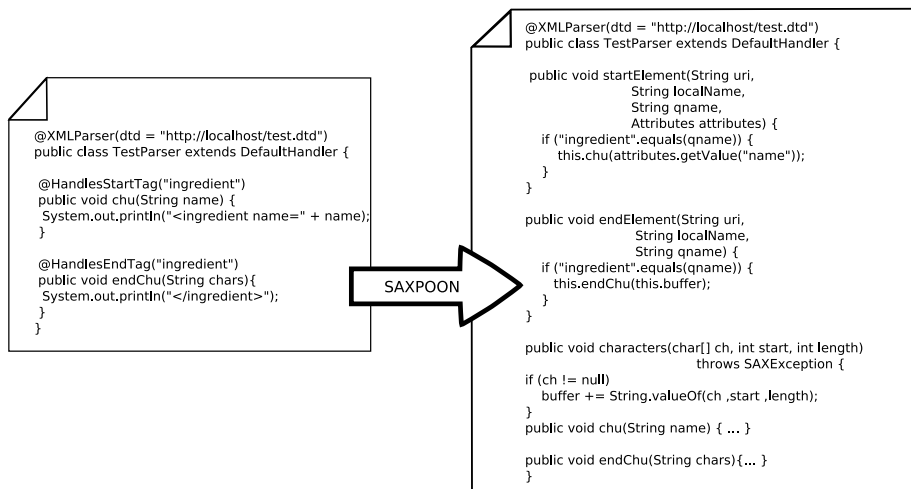 @XMLParser(dtd = "http://localhost/test.dtd")
public class TestParser extends DefaultHandler {
@HandlesStartTag("ingredient")
public void chu(String name) {
System.out.println("<ingredient name=" + name);
}
@HandlesEndTag("ingredient")
public void endChu(String chars){
System.out.println("</ingredient>");
}
}
SAXPOON
@XMLParser(dtd = "http://localhost/test.dtd")
public class TestParser extends DefaultHandler {
public void startElement(String uri,
String localName,
String qname,
Attributes attributes) {
if ("ingredient".equals(qname)) {
this.chu(attributes.getValue("name"));
}
}
public void endElement(String uri,
String localName,
String qname) {
if ("ingredient".equals(qname)) {
this.endChu(this.buffer);
}
}
public void characters(char[] ch, int start, int length)
throws SAXException {
if (ch != null)
buffer += String.valueOf(ch ,start ,length);
}
public void chu(String name) { ... }
public void endChu(String chars){... }
}